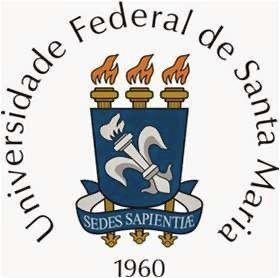 Universidade Federal de Santa Maria
SEDES SAPIENTIÆ
1960